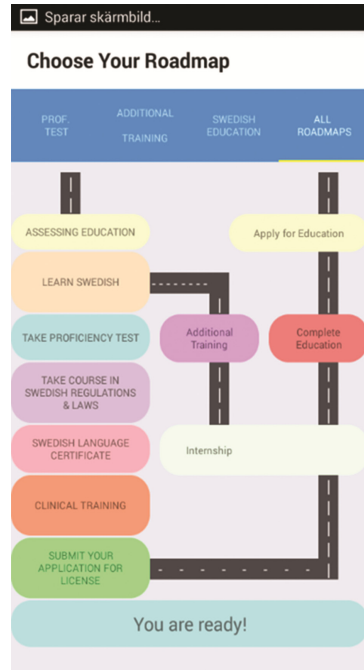 Sparar skärmbild...
Choose Your Roadmap
PROF.
TEST
ADDITIONAL
TRAINING
SWEDISH
EDUCATION
ALL
ROADMAPS
ASSESSING EDUCATION
Apply for Education
LEARN SWEDISH
TAKE PROFICIENCY TEST
Additional
Training
Complete
Education
TAKE COURSE IN
SWEDISH REGULATIONS
& LAWS
SWEDISH LANGUAGE
CERTIFICATE
Internship
CLINICAL TRAINING
SUBMIT YOUR
APPLICATION FOR
LICENSE
You are ready!